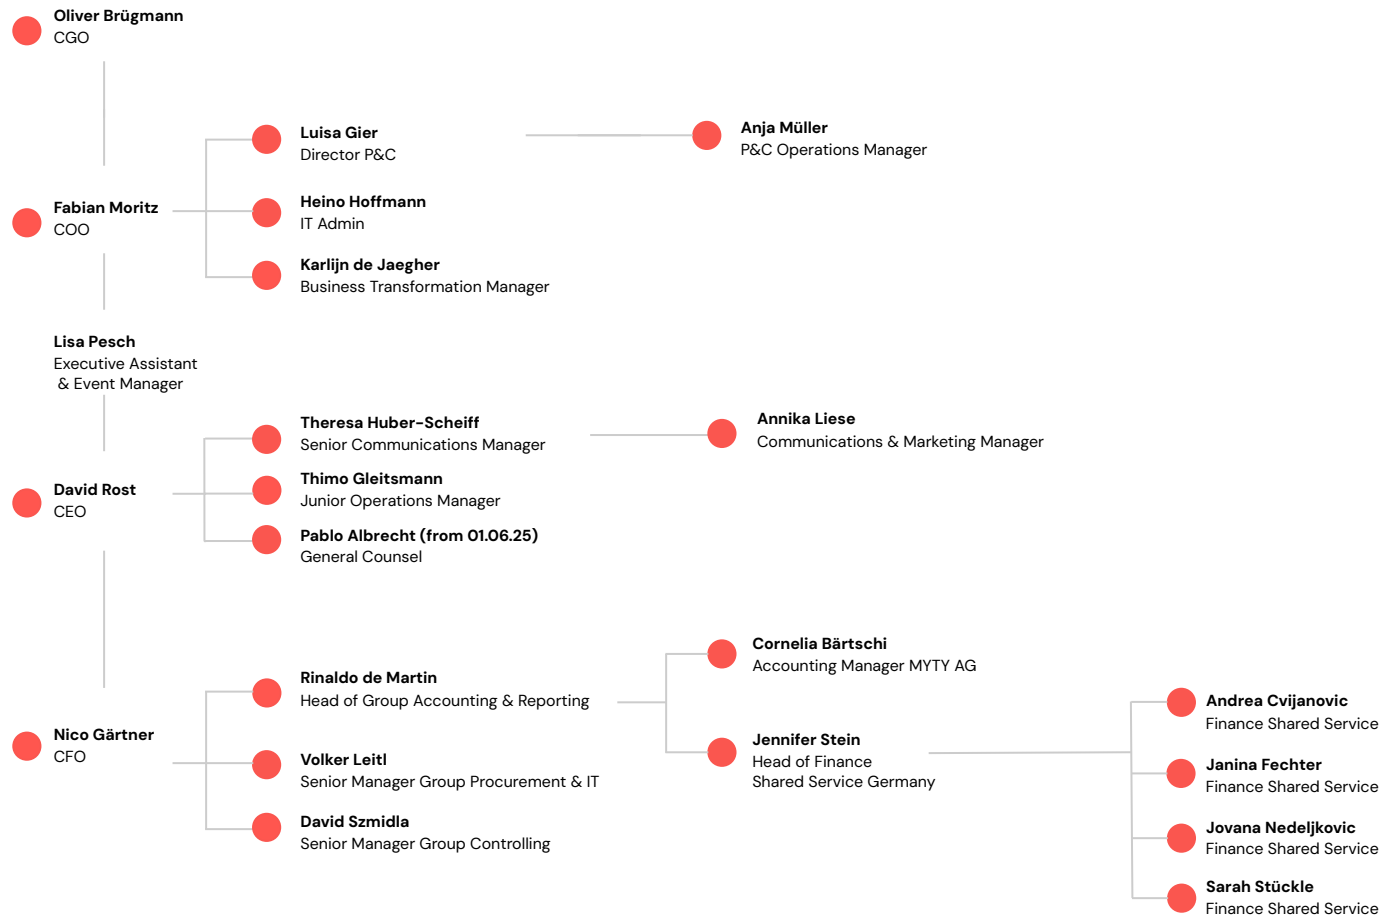 Oliver Brügmann
CGO
Fabian Moritz
COO
Luisa Gier
Director P&C
Anja Müller
P&C Operations Manager
Heino Hoffmann
IT Admin
Karlijn de Jaegher
Business Transformation Manager
Lisa Pesch
Executive Assistant
& Event Manager
David Rost
CEO
Theresa Huber-Scheiff
Senior Communications Manager
Annika Liese
Communications & Marketing Manager
Thimo Gleitsmann
Junior Operations Manager
Pablo Albrecht (from 01.06.25)
General Counsel
Nico Gärtner
CFO
Rinaldo de Martin
Head of Group Accounting & Reporting
Cornelia Bärtschi
Accounting Manager MYTY AG
Jennifer Stein
Head of Finance
Shared Service Germany
Andrea Cvijanovic
Finance Shared Service
Janina Fechter
Finance Shared Service
Jovana Nedeljkovic
Finance Shared Service
Sarah Stückle
Finance Shared Service
Volker Leitl
Senior Manager Group Procurement & IT
David Szmidla
Senior Manager Group Controlling